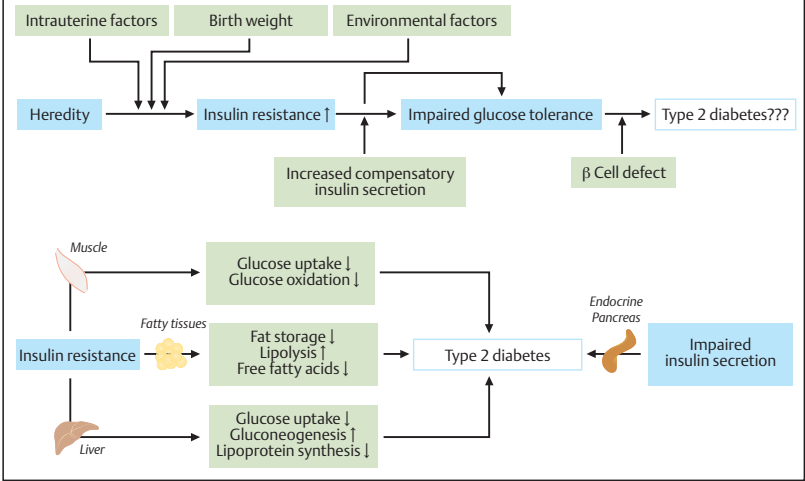 Intrauterine factors
Birth weight
Environmental factors
Heredity
Insulin resistance ↑
Impaired glucose tolerance
Type 2 diabetes???
Increased compensatory
insulin secretion
β Cell defect
Muscle
Glucose uptake ↓
Glucose oxidation ↓
Insulin resistance
Fatty tissues
Fat storage ↓
Lipolysis ↑
Free fatty acids ↓
Type 2 diabetes
Endocrine
Pancreas
Impaired
insulin secretion
Liver
Glucose uptake ↓
Gluconeogenesis ↑
Lipoprotein synthesis ↓